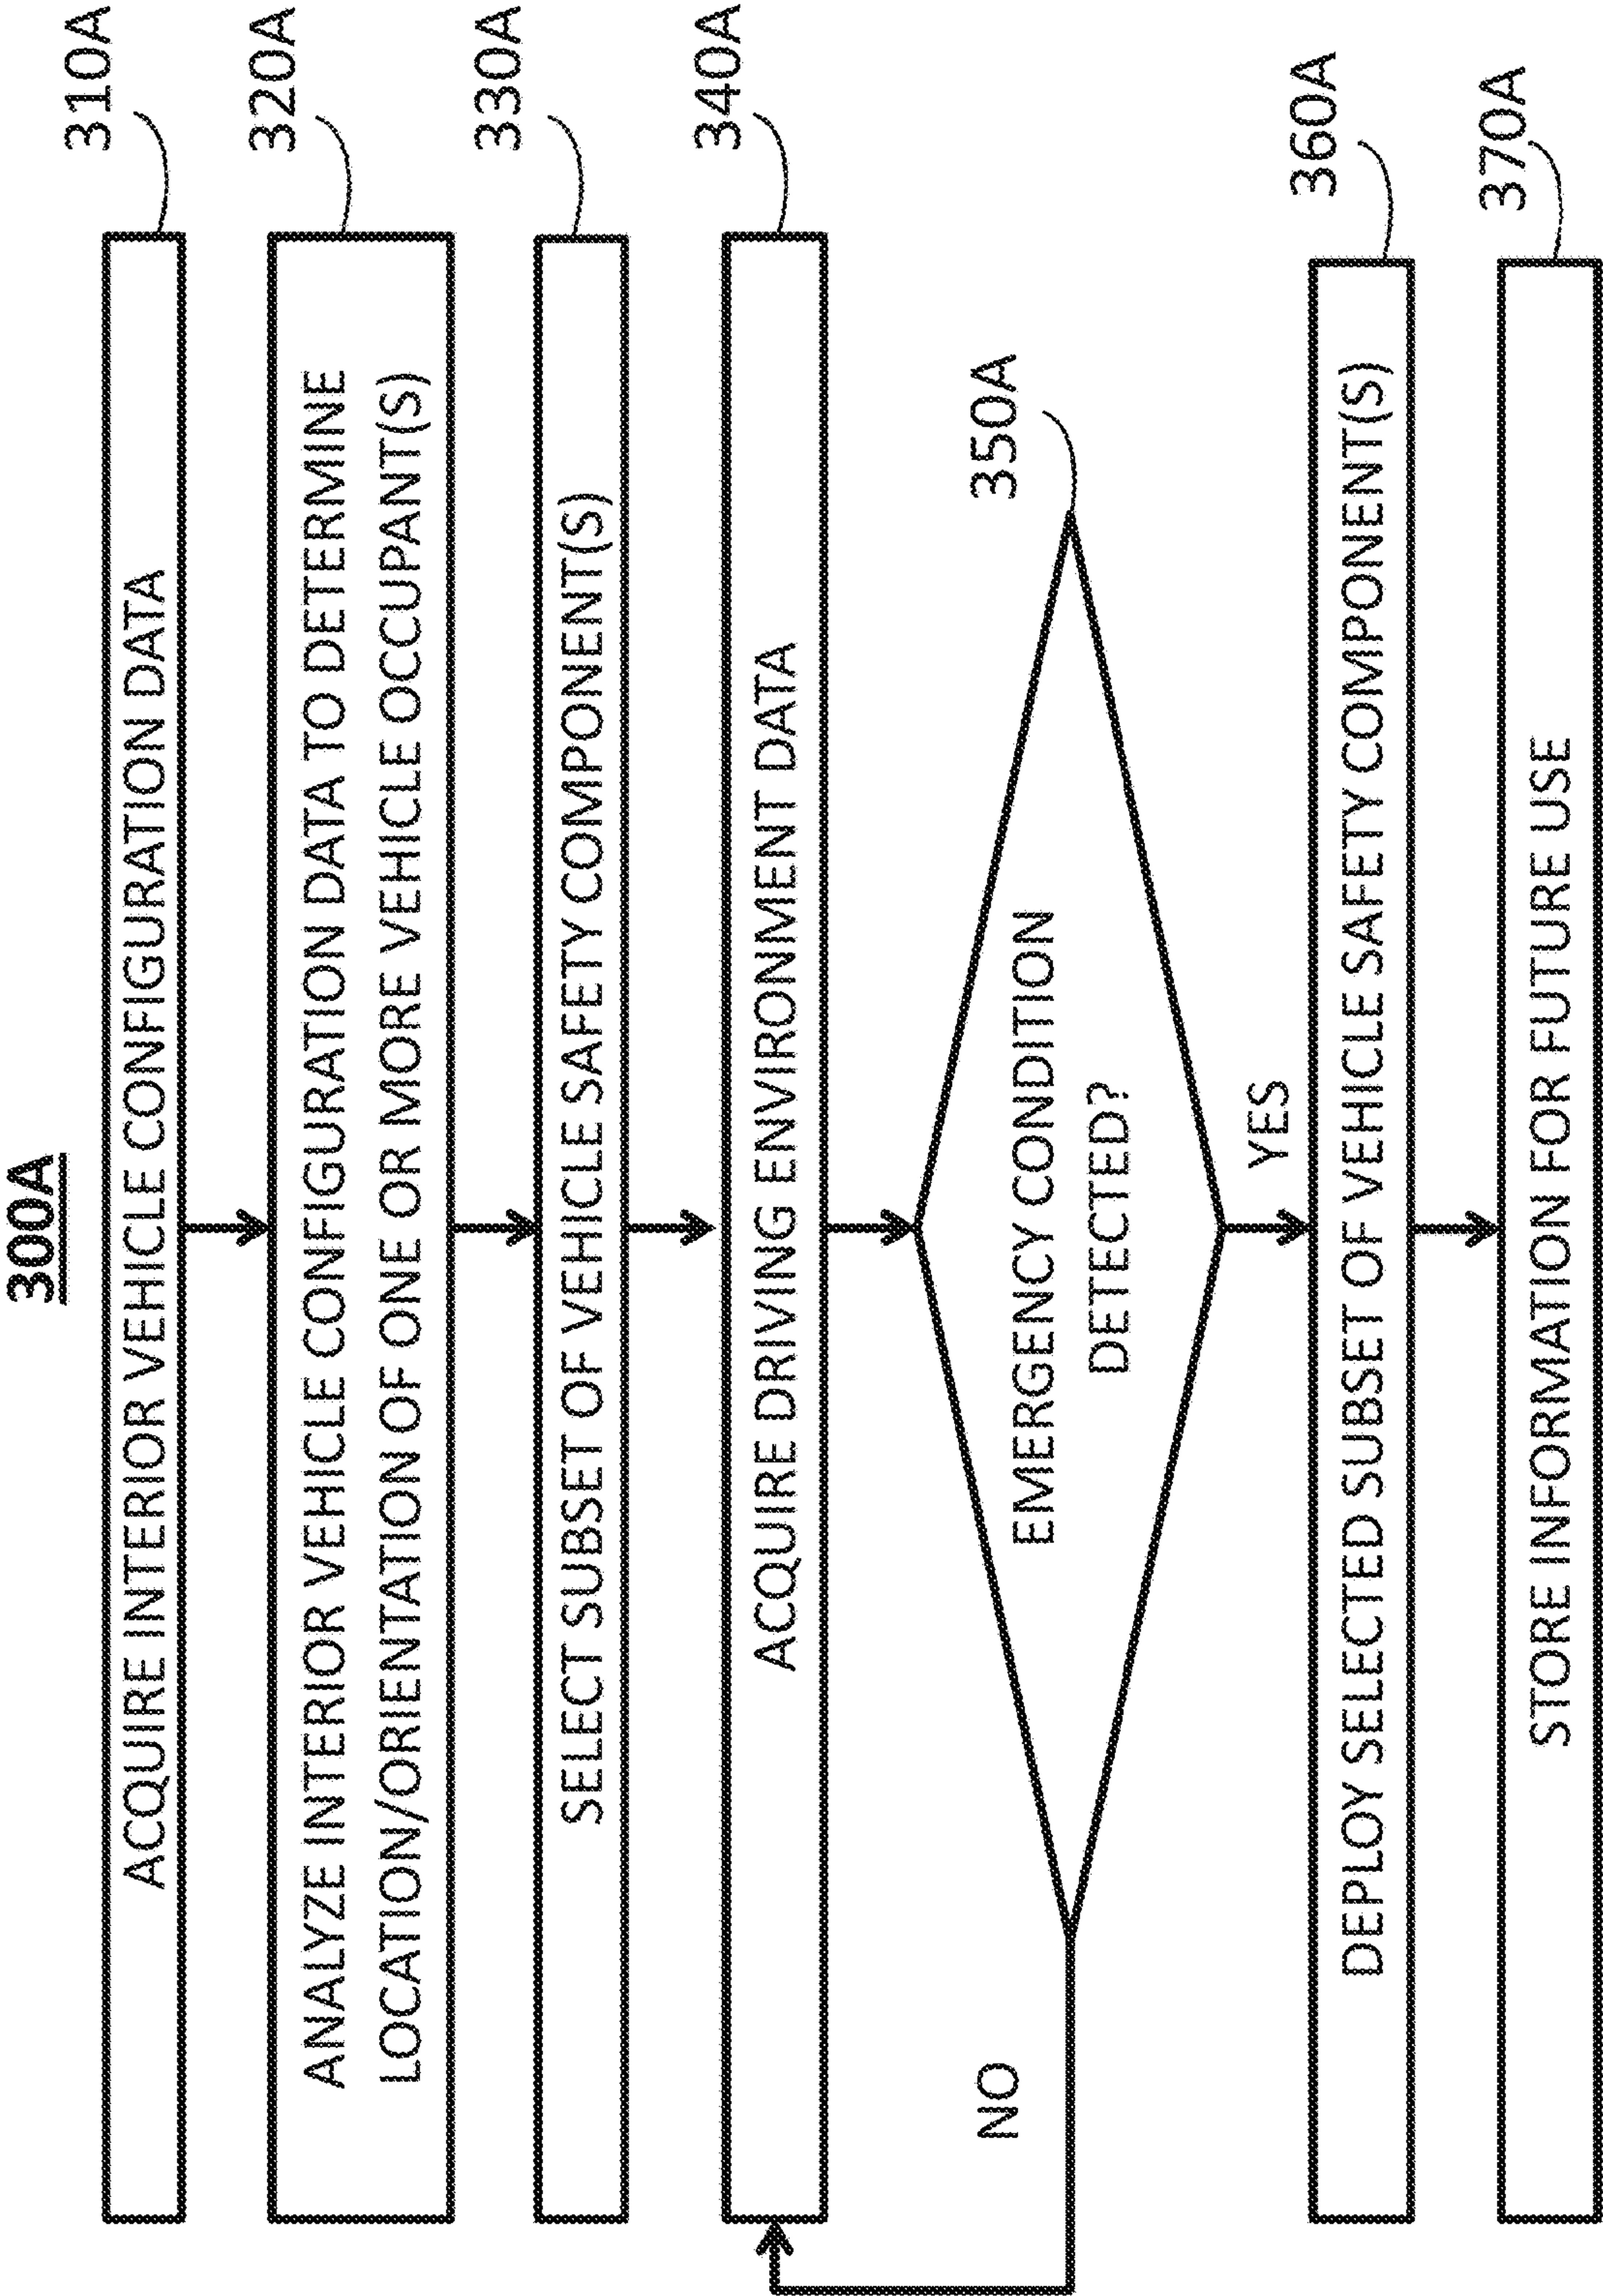 300A
ACQUIRE INTERIOR VEHICLE CONFIGURATION DATA
310A
ANALYZE INTERIOR VEHICLE CONFIGURATION DATA TO DETERMINE
LOCATION/ORIENTATION OF ONE OR MORE VEHICLE OCCUPANT(S)
320A
SELECT SUBSET OF VEHICLE SAFETY COMPONENT(S)
330A
ACQUIRE DRIVING ENVIRONMENT DATA
340A
EMERGENCY CONDITION
DETECTED?
350A
NO
YES
DEPLOY SELECTED SUBSET OF VEHICLE SAFETY COMPONENT(S)
360A
STORE INFORMATION FOR FUTURE USE
370A